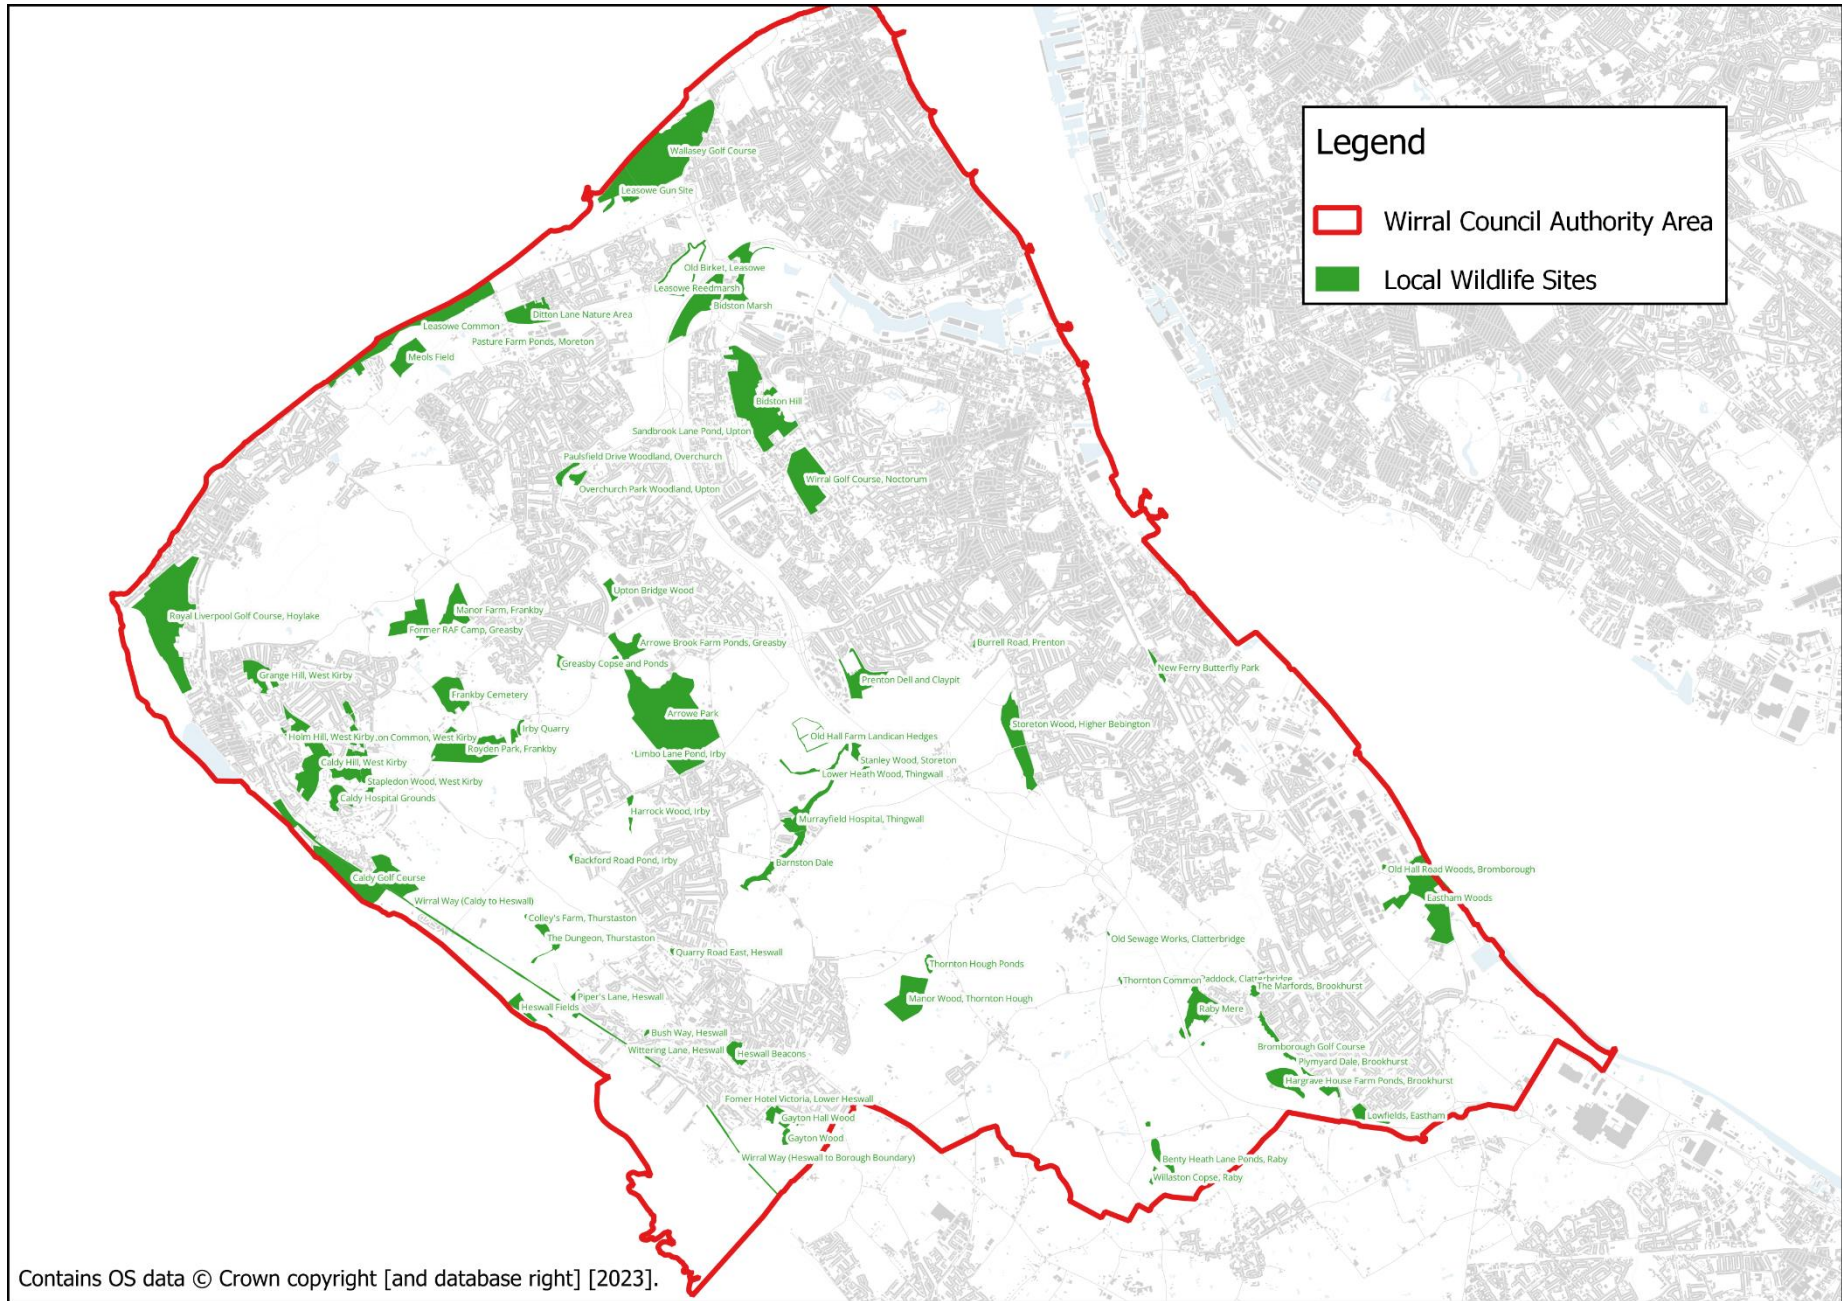 Legend
Wirral Council Authority Area
Local Wildlife Sites
Wallasey Golf Course
Leasowe Gun Site
Old Birket, Leasowe
Leasowe Reedmarsh
Bidston Marsh
Ditton Lane Nature Area
Leasowe Common
Pasture Farm Ponds, Moreton
Meols Field
Bidston Hill
Sandbrook Lane Pond, Upton
Paulsfield Drive Woodland, Overchurch
Wirral Golf Course, Noctorum
Overchurch Park Woodland, Upton
Upton Bridge Wood
Manor Farm, Frankby
Royal Liverpool Golf Course, Hoylake
Former RAF Camp, Greasby
Arrowe Brook Farm Ponds, Greasby
Burrell Road, Prenton
Greasby Copse and Ponds
New Ferry Butterfly Park
Grange Hill, West Kirby
Prenton Dell and Claypit
Frankby Cemetery
Arrowe Park
Storeton Wood, Higher Bebington
Irby Quarry
Holm Hill, West Kirby
on Common, West Kirby
Old Hall Farm Landican Hedges
Royden Park, Frankby
Limbo Lane Pond, Irby
Caldy Hill, West Kirby
Stanley Wood, Storeton
Lower Heath Wood, Thingwall
Stapledon Wood, West Kirby
Caldy Hospital Grounds
Harrock Wood, Irby
Murrayfield Hospital, Thingwall
Backford Road Pond, Irby
Barnston Dale
Old Hall Road Woods, Bromborough
Caldy Golf Course
Eastham Woods
Wirral Way (Caldy to Heswall)
Colley's Farm, Thurstaston
The Dungeon, Thurstaston
Old Sewage Works, Clatterbridge
Quarry Road East, Heswall
Thornton Hough Ponds
Thornton Common Paddock, Clatterbridge
The Marfords, Brookhurst
Piper's Lane, Heswall
Manor Wood, Thornton Hough
Heswall Fields
Raby Mere
Bush Way, Heswall
Bromborough Golf Course
Wittering Lane, Heswall
Heswall Beacons
Plymyard Dale, Brookhurst
Hargrave House Farm Ponds, Brookhurst
Fomer Hotel Victoria, Lower Heswall
Gayton Hall Wood
Lowfields, Eastham
Gayton Wood
Wirral Way (Heswall to Borough Boundary)
Benty Heath Lane Ponds, Raby
Willaston Copse, Raby
Contains OS data © Crown copyright [and database right] [2023].